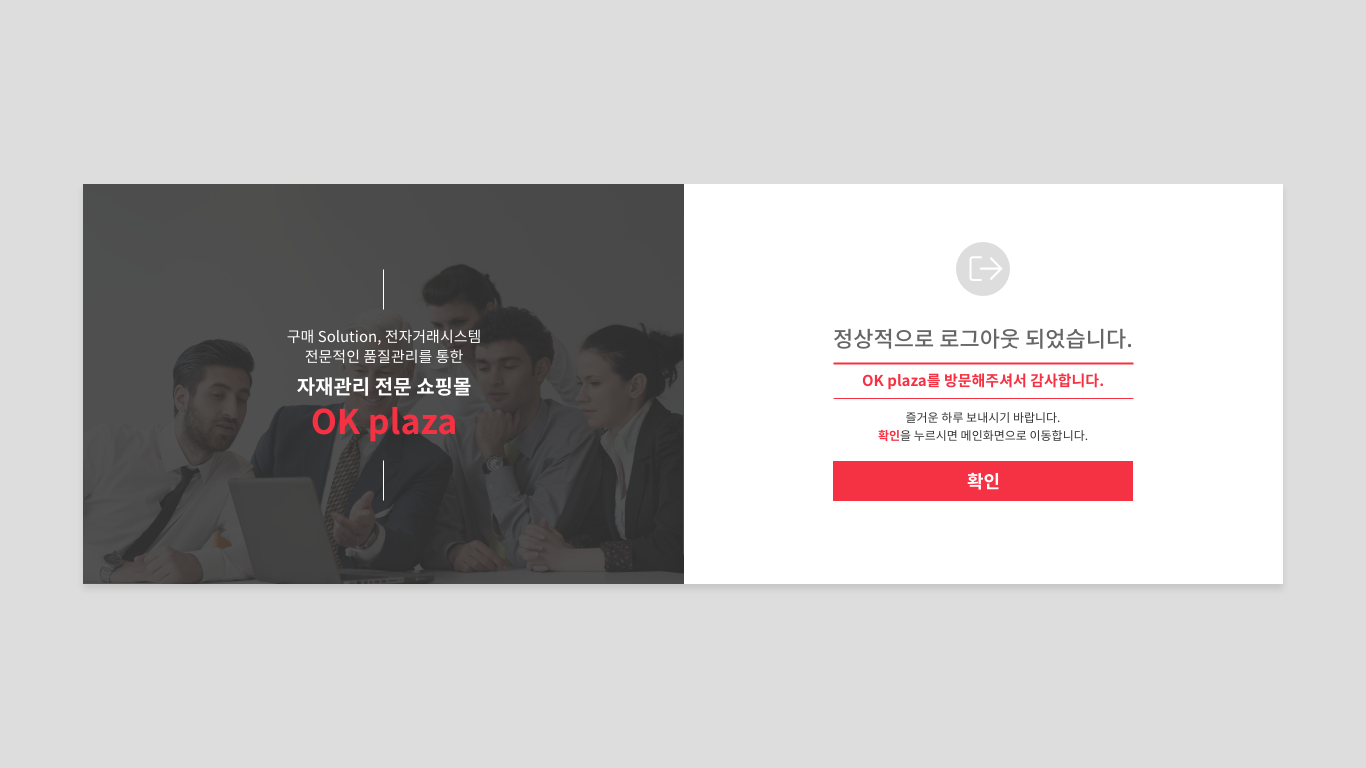 구매 Solution, 전자거래시스템
전문적인 품질관리를 통한
자재관리 전문 쇼핑몰
OK plaza
정상적으로 로그아웃 되었습니다.
OK plaza를 방문해주셔서 감사합니다.
즐거운 하루 보내시기 바랍니다.
확인을 누르시면 메인화면으로 이동합니다.
확인